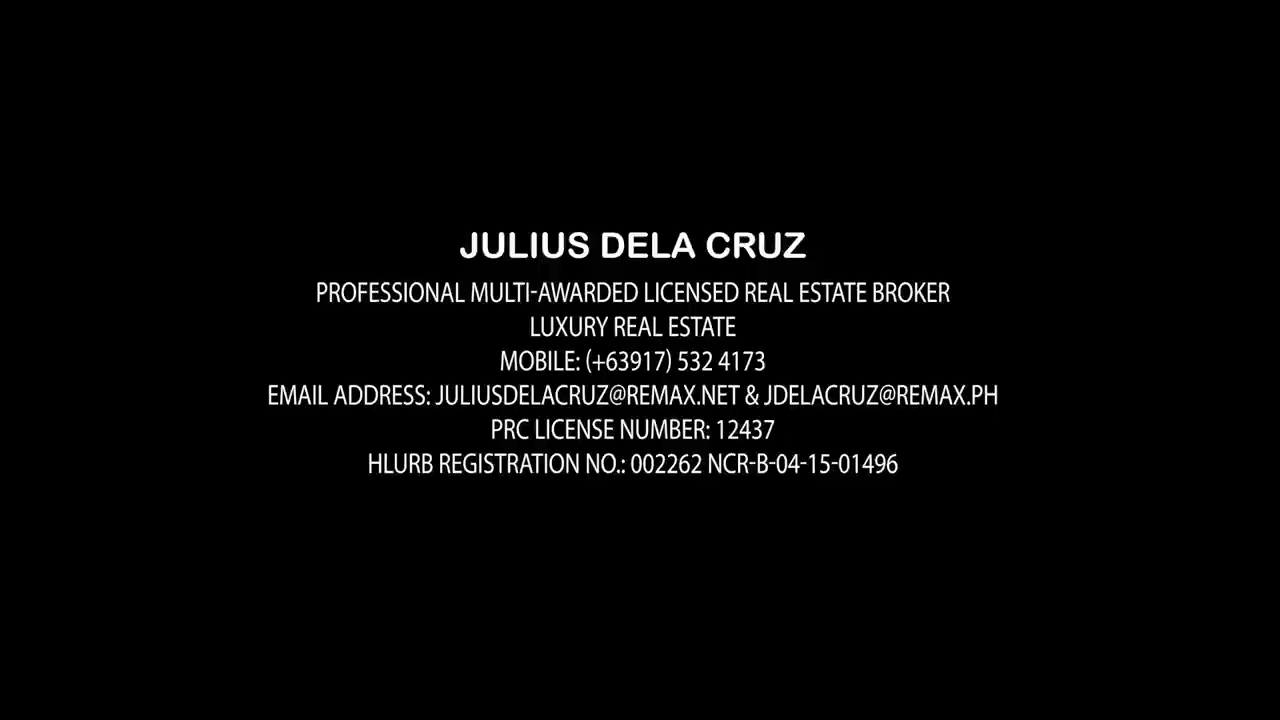 JULIUS DELA CRUZ
PROFESSIONAL MULTI-AWARDED LICENSED REAL ESTATE BROKER
LUXURY REAL ESTATE
MOBILE: (+63917) 532 4173
EMAIL ADDRESS: JULIUSDELACRUZ@REMAX.NET & JDELACRUZ@REMAX.PH
PRC LICENSE NUMBER: 12437
HLURB REGISTRATION NO.: 002262 NCR-B-04-15-01496